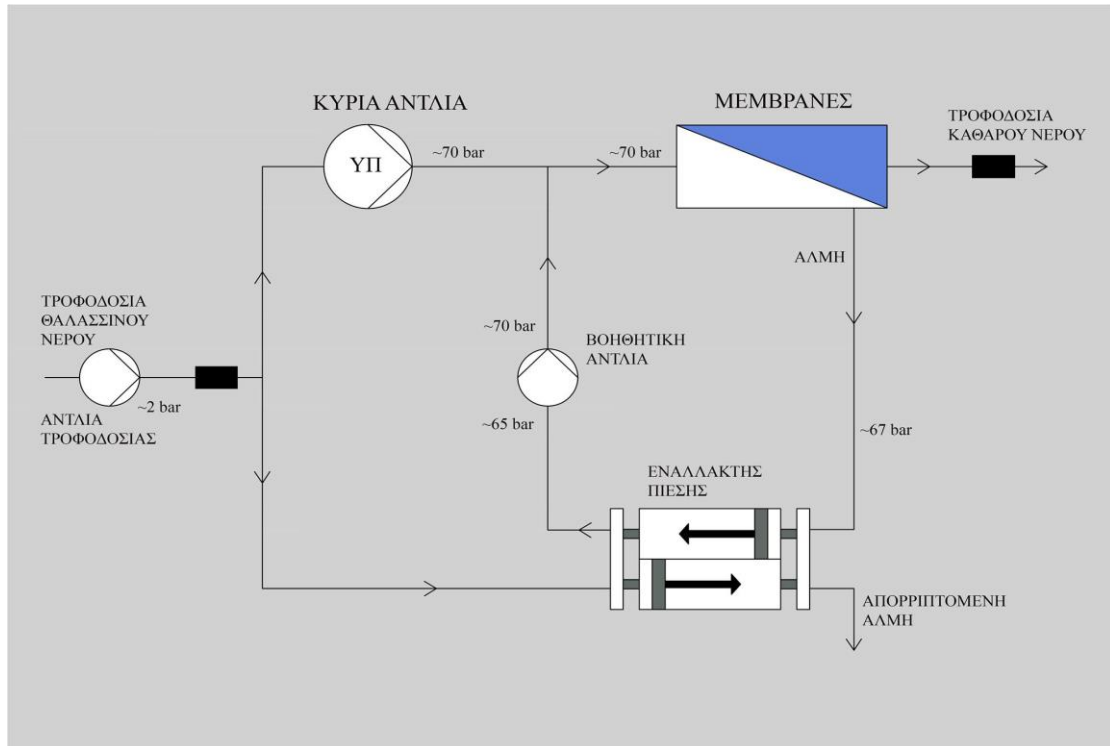 ΚΥΡΙΑ ΑΝΤΛΙΑ
ΥΠ
~70 bar
~70 bar
ΜΕΜΒΡΑΝΕΣ
ΤΡΟΦΟΔΟΣΙΑ
ΚΑΘΑΡΟΥ ΝΕΡΟΥ
ΑΛΜΗ
ΤΡΟΦΟΔΟΣΙΑ
ΘΑΛΑΣΣΙΝΟΥ
ΝΕΡΟΥ
~2 bar
ΑΝΤΛΙΑ
ΤΡΟΦΟΔΟΣΙΑΣ
~70 bar
ΒΟΗΘΗΤΙΚΗ
ΑΝΤΛΙΑ
~65 bar
~67 bar
ΕΝΑΛΛΑΚΤΗΣ
ΠΙΕΣΗΣ
ΑΠΟΡΡΙΠΤΟΜΕΝΗ
ΑΛΜΗ